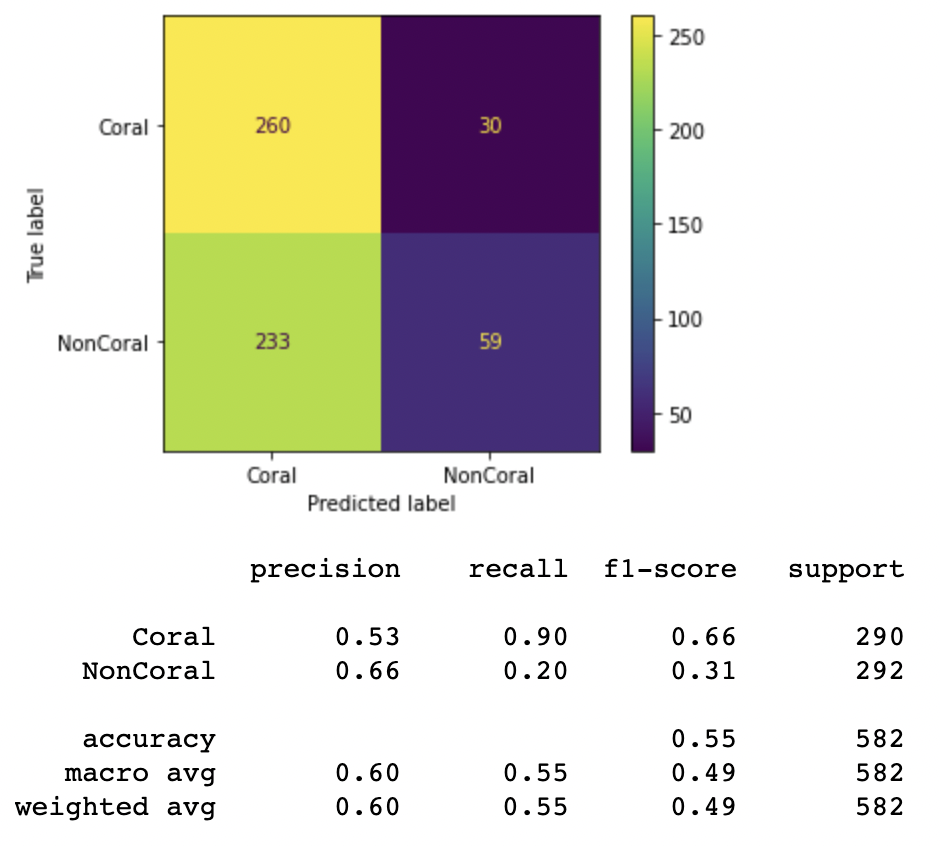 250
Coral
260
30
200
True label
150
100
NonCoral
233
59
50
Coral NonCoral
Predicted label
precision recall f1-score support
Coral 0.53 0.90 0.66 290
NonCoral 0.66 0.20 0.31 292
accuracy 0.55 582
macro avg 0.60 0.55 0.49 582
weighted avg 0.60 0.55 0.49 582